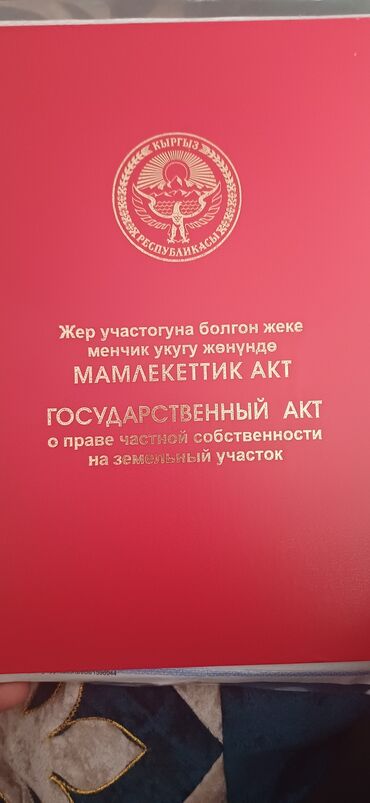 КЫРГЫЗ
РЕСПУБЛИКАСЫ
Жер участогуна болгон жеке
менчик укугу жөнүндө
МАМЛЕКЕТТИК АКТ
ГОСУДАРСТВЕННЫЙ АКТ
о праве частной собственности
на земельный участок